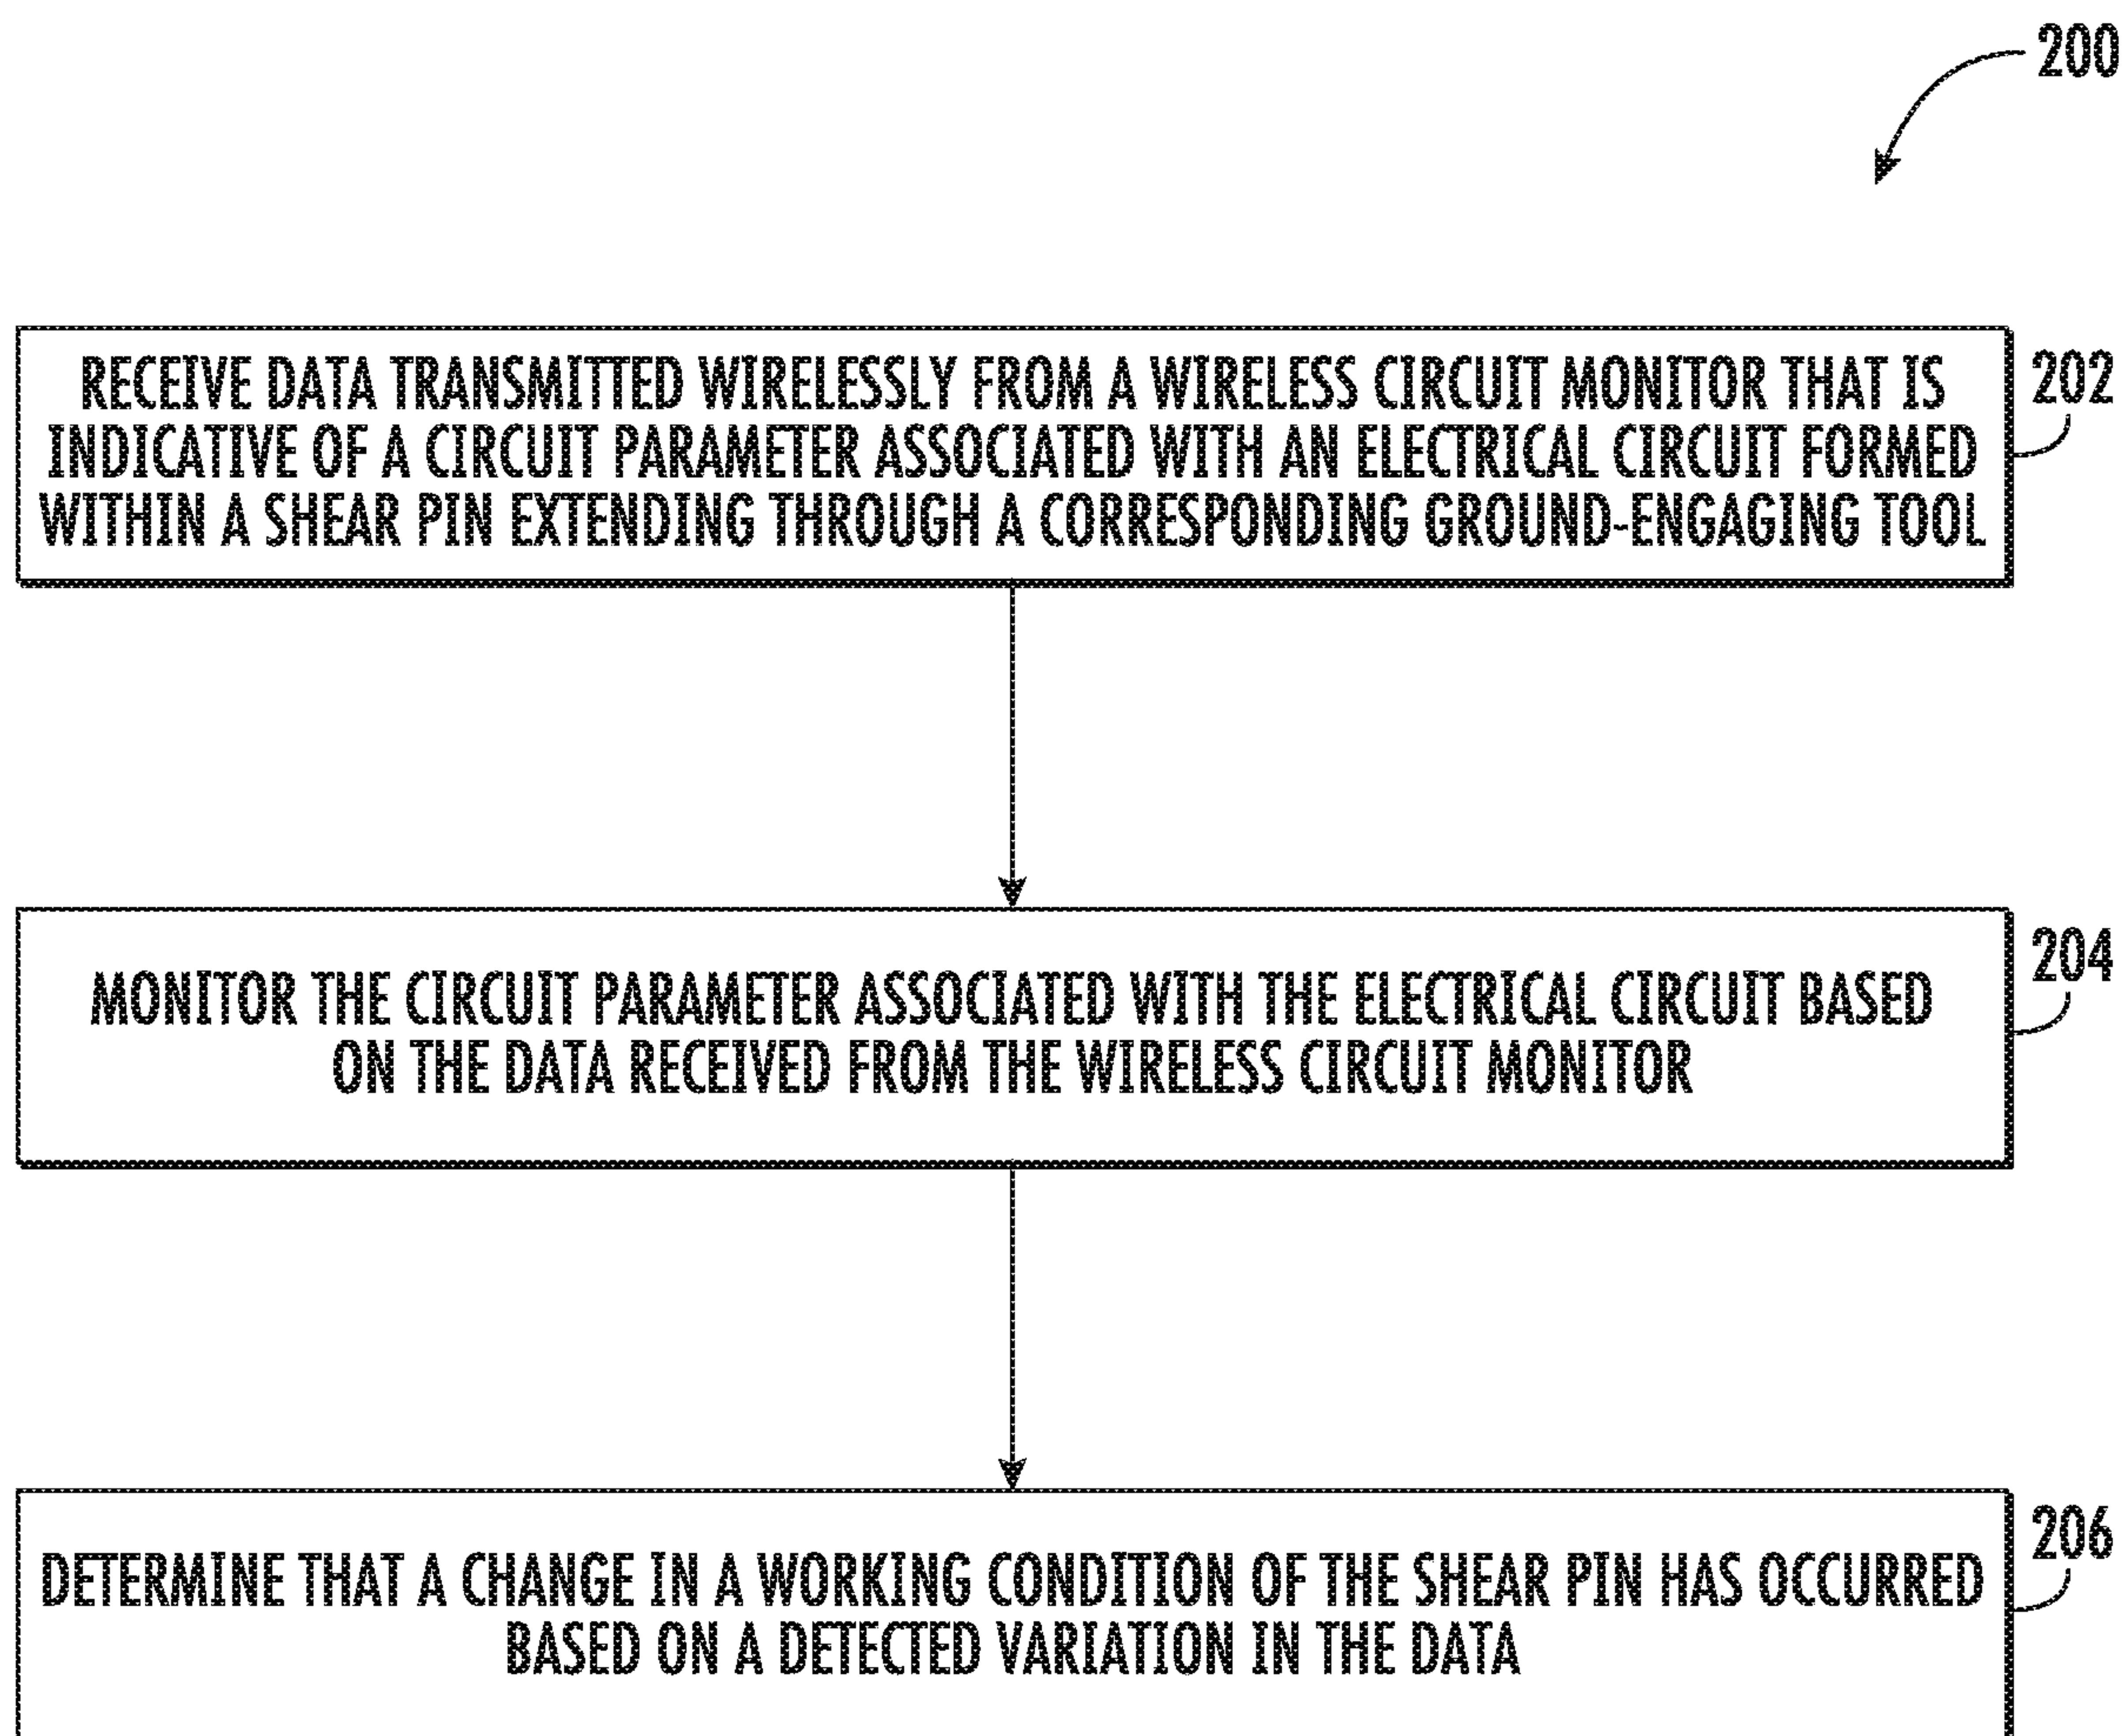 200
RECEIVE DATA TRANSMITTED WIRELESSLY FROM A WIRELESS CIRCUIT MONITOR THAT IS
INDICATIVE OF A CIRCUIT PARAMETER ASSOCIATED WITH AN ELECTRICAL CIRCUIT FORMED
WITHIN A SHEAR PIN EXTENDING THROUGH A CORRESPONDING GROUND-ENGAGING TOOL
202
MONITOR THE CIRCUIT PARAMETER ASSOCIATED WITH THE ELECTRICAL CIRCUIT BASED
ON THE DATA RECEIVED FROM THE WIRELESS CIRCUIT MONITOR
204
DETERMINE THAT A CHANGE IN A WORKING CONDITION OF THE SHEAR PIN HAS OCCURRED
BASED ON A DETECTED VARIATION IN THE DATA
206